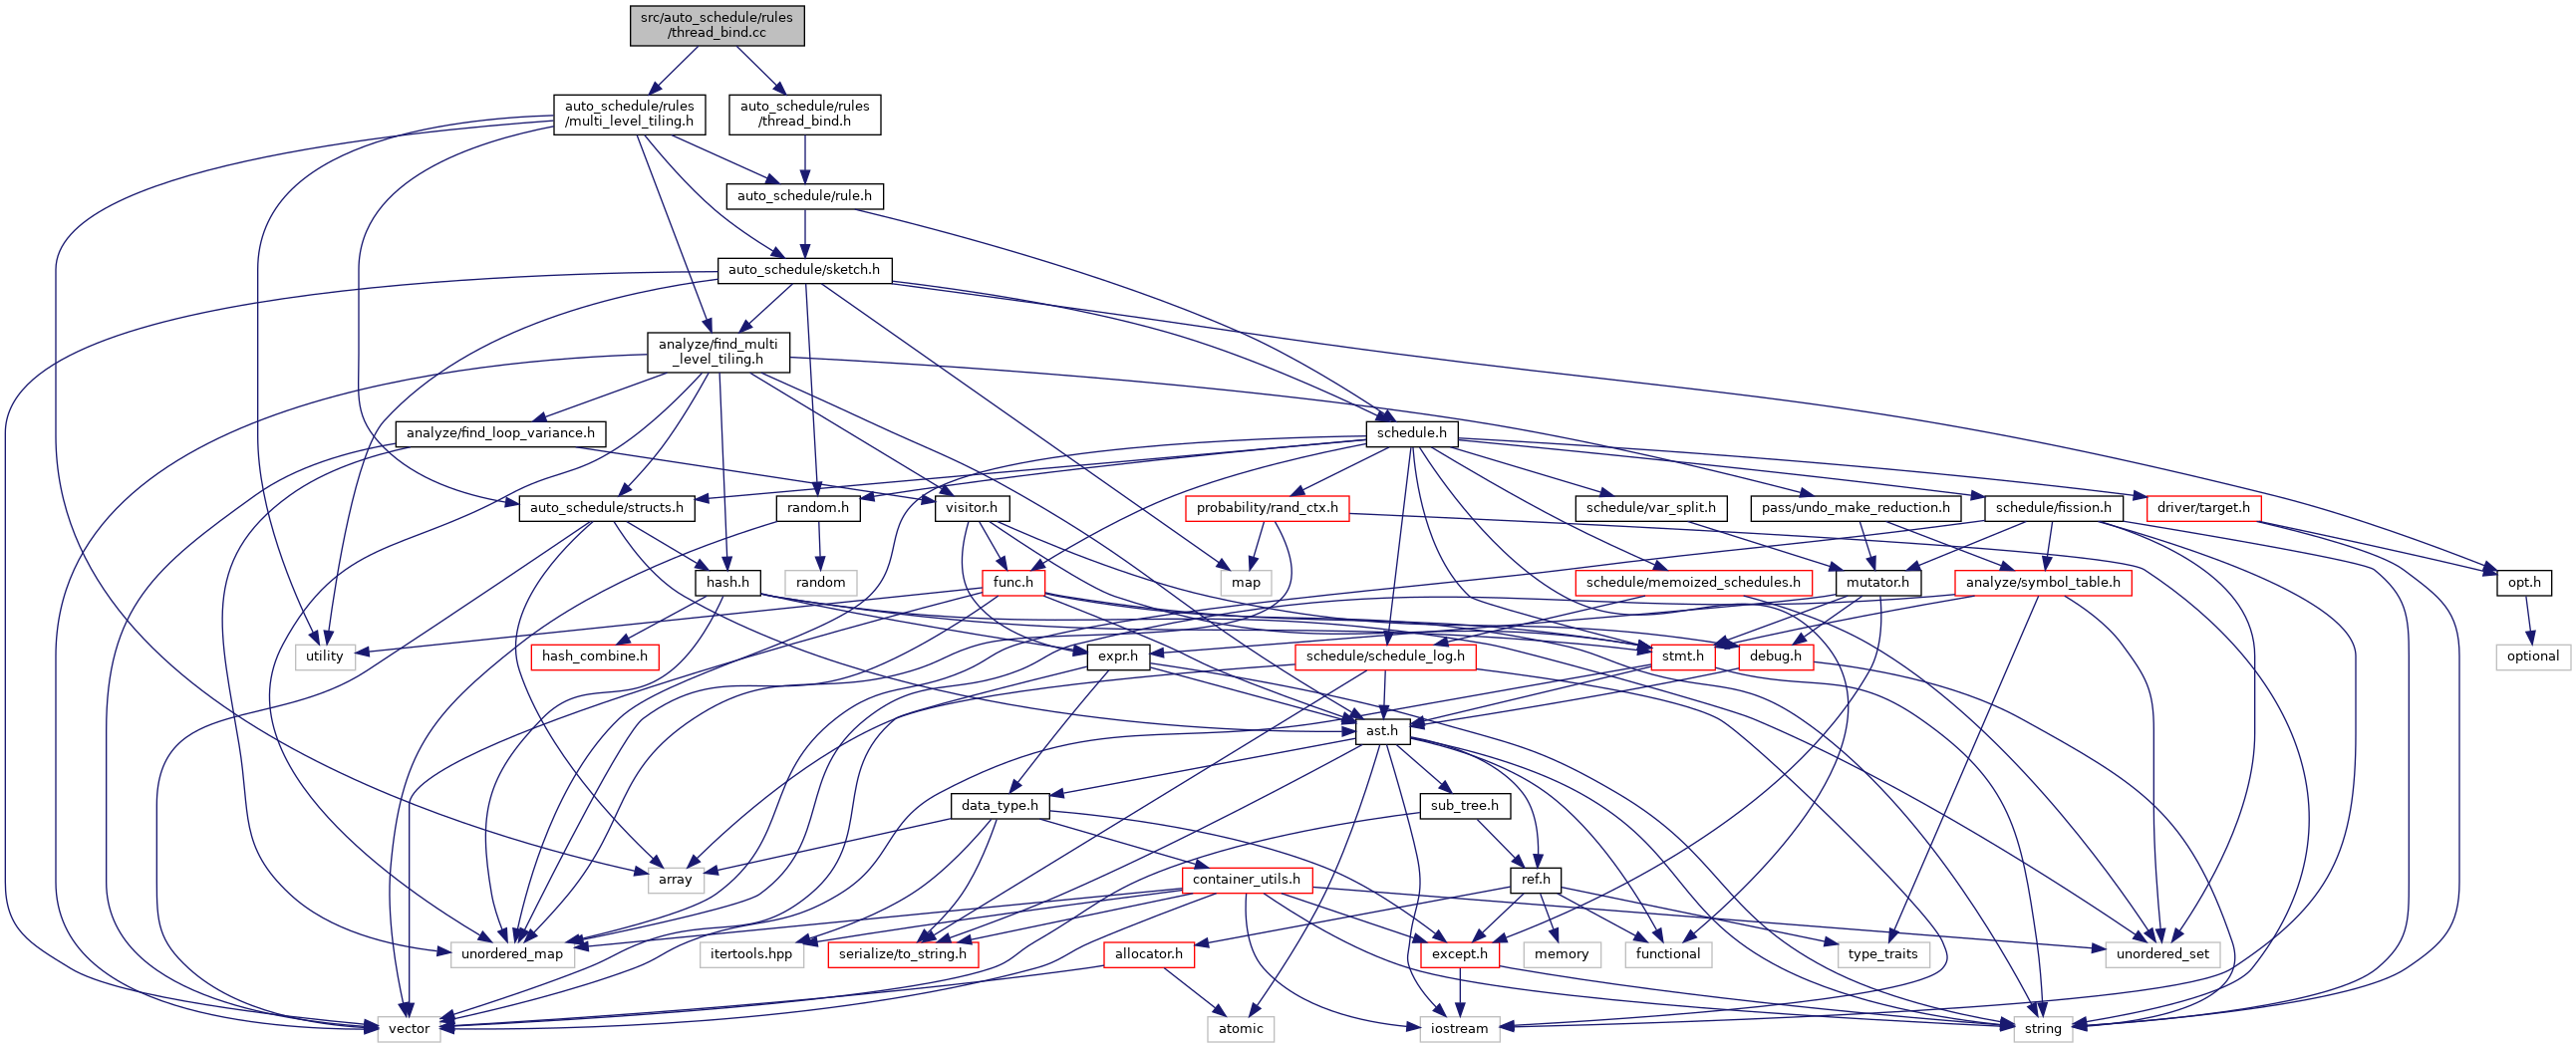 src/auto_schedule/rules
/thread_bind.cc
auto_schedule/rules
/multi_level_tiling.h
auto_schedule/rules
/thread_bind.h
auto_schedule/rule.h
auto_schedule/sketch.h
analyze/find_multi
_level_tiling.h
analyze/find_loop_variance.h
schedule.h
auto_schedule/structs.h
random.h
visitor.h
probability/rand_ctx.h
schedule/var_split.h
pass/undo_make_reduction.h
schedule/fission.h
driver/target.h
hash.h
random
func.h
map
schedule/memoized_schedules.h
mutator.h
analyze/symbol_table.h
opt.h
utility
hash_combine.h
expr.h
schedule/schedule_log.h
stmt.h
debug.h
optional
ast.h
data_type.h
sub_tree.h
array
container_utils.h
ref.h
unordered_map
itertools.hpp
serialize/to_string.h
allocator.h
except.h
memory
functional
type_traits
unordered_set
vector
atomic
iostream
string